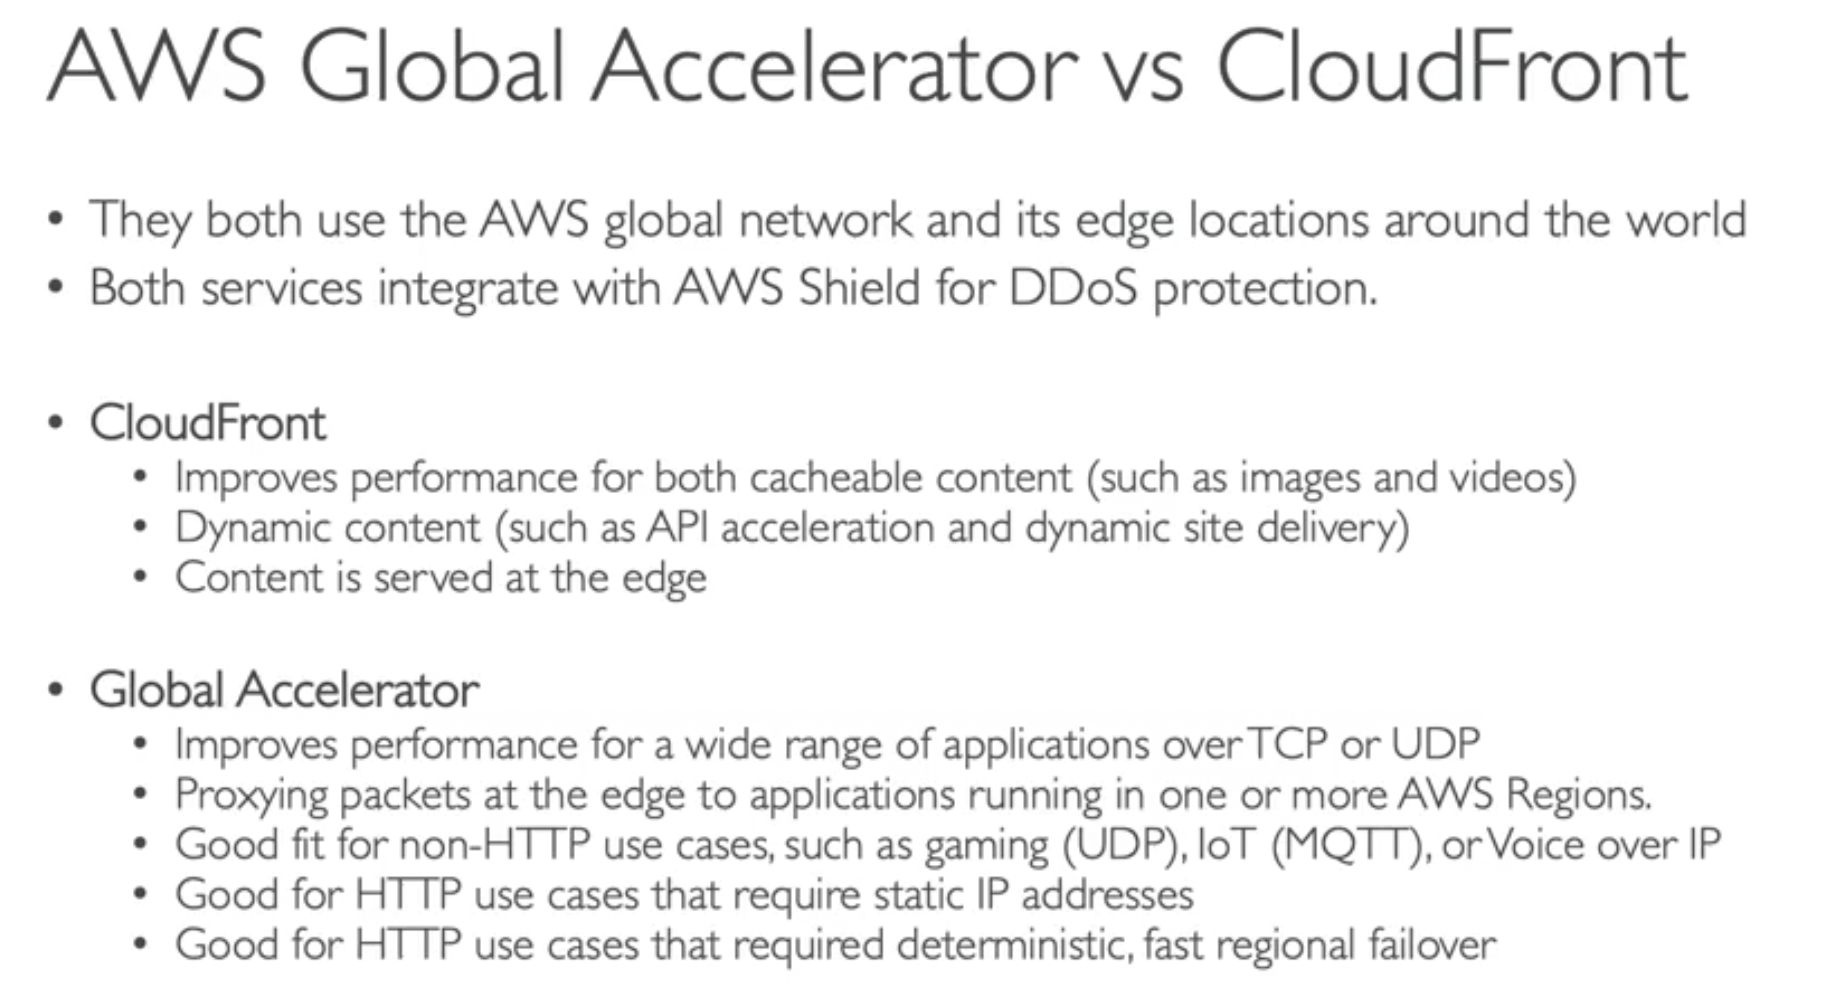 AWS Global Accelerator vs CloudFront
• They both use the AWS global network and its edge locations around the world
• Both services integrate with AWS Shield for DDoS protection.
• CloudFront
• Improves performance for both cacheable content (such as images and videos)
• Dynamic content (such as API acceleration and dynamic site delivery)
• Content is served at the edge
• Global Accelerator
• Improves performance for a wide range of applications over TCP or UDP
• Proxying packets at the edge to applications running in one or more AWS Regions.
• Good fit for non-HTTP use cases, such as gaming (UDP), IoT (MQTT), or Voice over IP
• Good for HTTP use cases that require static IP addresses
• Good for HTTP use cases that required deterministic, fast regional failover